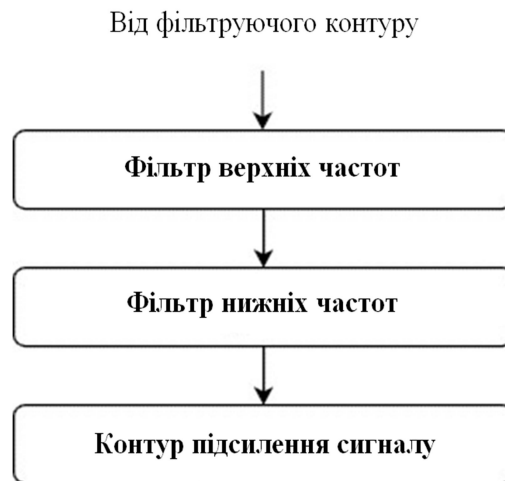 Від фільтруючого контуру
Фільтр верхніх частот
Фільтр нижніх частот
Контур підсилення сигналу